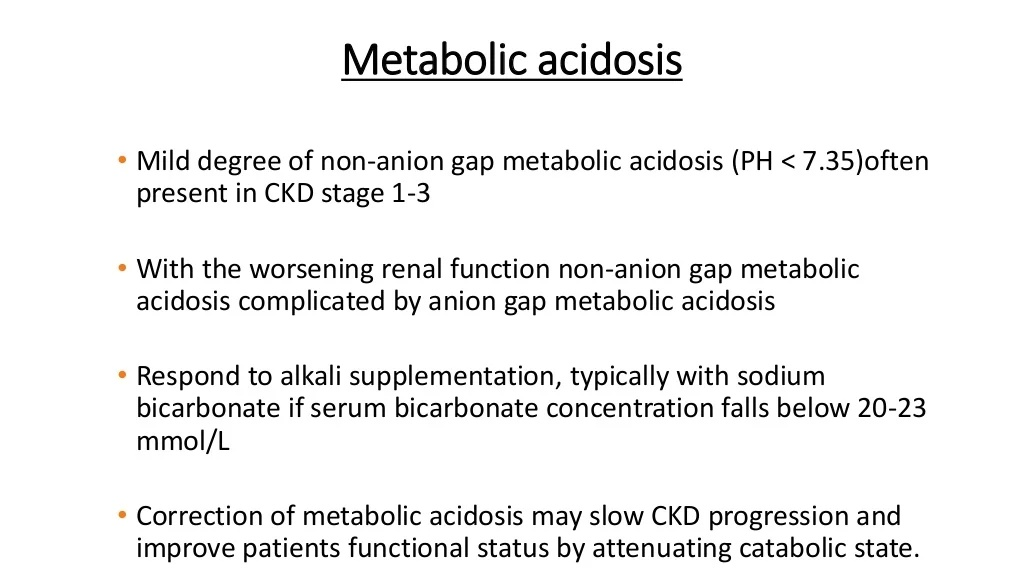 Metabolic acidosis
• Mild degree of non-anion gap metabolic acidosis (PH < 7.35)often
present in CKD stage 1-3
• With the worsening renal function non-anion gap metabolic
acidosis complicated by anion gap metabolic acidosis
• Respond to alkali supplementation, typically with sodium
bicarbonate if serum bicarbonate concentration falls below 20-23
mmol/L
• Correction of metabolic acidosis may slow CKD progression and
improve patients functional status by attenuating catabolic state.